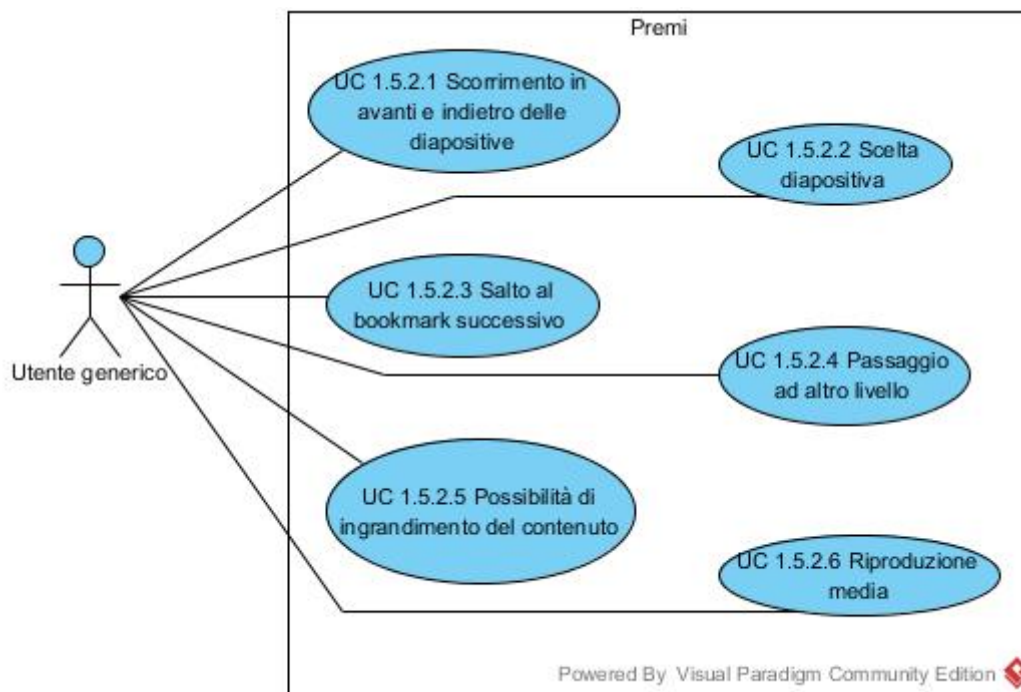 Premi
UC 1.5.2.1 Scorrimento in
avanti e indietro delle
diapositive
UC 1.5.2.2 Scelta
diapositiva
UC 1.5.2.3 Salto al
bookmark successivo
Utente generico
UC 1.5.2.4 Passaggio
ad altro livello
UC 1.5.2.5 Possibilità di
ingrandimento del contenuto
UC 1.5.2.6 Riproduzione
media
Powered By Visual Paradigm Community Edition